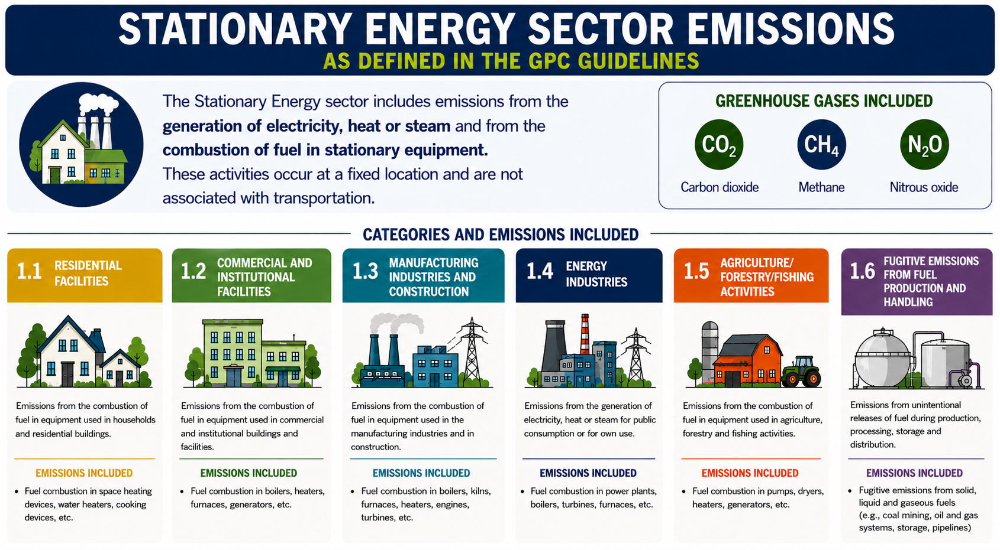 STATIONARY ENERGY SECTOR EMISSIONS
AS DEFINED IN THE GPC GUIDELINES
The Stationary Energy sector includes emissions from the
generation of electricity, heat or steam and from the
combustion of fuel in stationary equipment.
These activities occur at a fixed location and are not
associated with transportation.
GREENHOUSE GASES INCLUDED
CO₂
CH₄
N₂O
Carbon dioxide
Methane
Nitrous oxide
CATEGORIES AND EMISSIONS INCLUDED
1.1
RESIDENTIAL
FACILITIES
Emissions from the combustion of
fuel in equipment used in households
and residential buildings.
EMISSIONS INCLUDED
• Fuel combustion in space heating
devices, water heaters, cooking
devices, etc.
1.2
COMMERCIAL AND
INSTITUTIONAL
FACILITIES
Emissions from the combustion of
fuel in equipment used in commercial
and institutional buildings and
facilities.
EMISSIONS INCLUDED
• Fuel combustion in boilers, heaters,
furnaces, generators, etc.
1.3
MANUFACTURING
INDUSTRIES AND
CONSTRUCTION
Emissions from the combustion of
fuel in equipment used in the
manufacturing industries and in
construction.
EMISSIONS INCLUDED
• Fuel combustion in boilers, kilns,
furnaces, heaters, engines,
turbines, etc.
1.4
ENERGY
INDUSTRIES
Emissions from the generation of
electricity, heat or steam for public
consumption or for own use.
EMISSIONS INCLUDED
• Fuel combustion in power plants,
boilers, turbines, furnaces, etc.
1.5
AGRICULTURE/
FORESTRY/FISHING
ACTIVITIES
Emissions from the combustion of
fuel in equipment used in agriculture,
forestry and fishing activities.
EMISSIONS INCLUDED
• Fuel combustion in pumps, dryers,
heaters, generators, etc.
1.6
FUGITIVE EMISSIONS
FROM FUEL
PRODUCTION AND
HANDLING
Emissions from unintentional
releases of fuel during production,
processing, storage and
distribution.
EMISSIONS INCLUDED
• Fugitive emissions from solid,
liquid and gaseous fuels
(e.g., coal mining, oil and gas
systems, storage, pipelines)